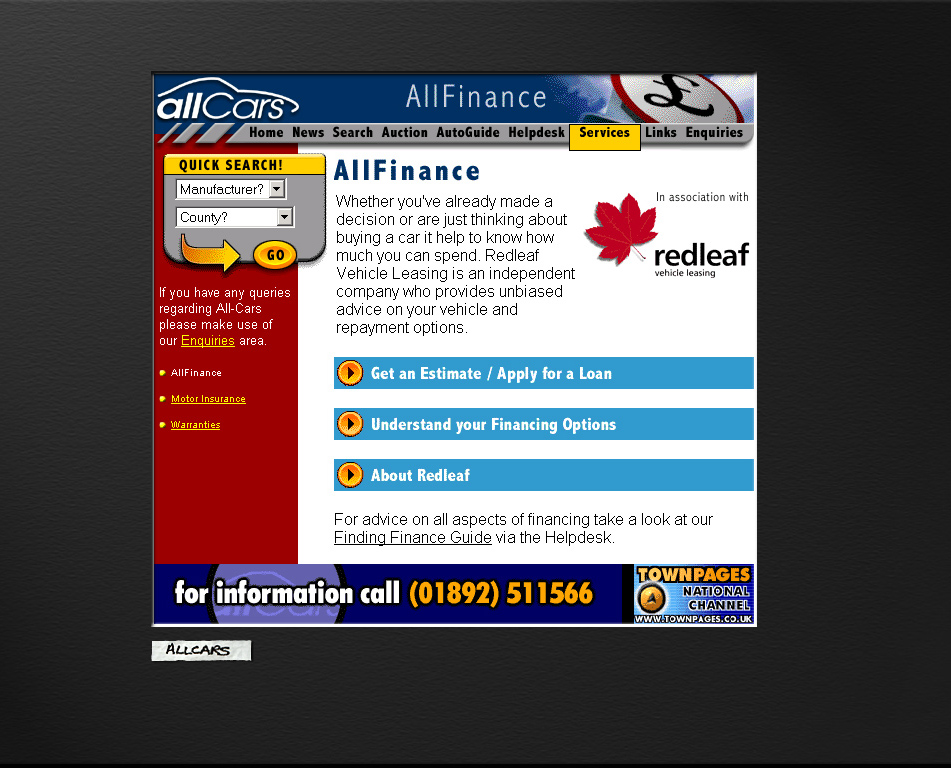 allCars
AllFinance
Home News Search Auction AutoGuide Helpdesk Services Links Enquiries
QUICK SEARCH!
Manufacturer?
County?
GO
If you have any queries
regarding All-Cars
please make use of
our Enquiries area.
AllFinance
Motor Insurance
Warranties
AllFinance
Whether you've already made a
decision or are just thinking about
buying a car it help to know how
much you can spend. Redleaf
Vehicle Leasing is an independent
company who provides unbiased
advice on your vehicle and
repayment options.
In association with
redleaf
vehicle leasing
Get an Estimate / Apply for a Loan
Understand your Financing Options
About Redleaf
For advice on all aspects of financing take a look at our
Finding Finance Guide via the Helpdesk.
for information call (01892) 511566
TOWNPAGES
NATIONAL
CHANNEL
WWW.TOWNPAGES.CO.UK
ALLCARS